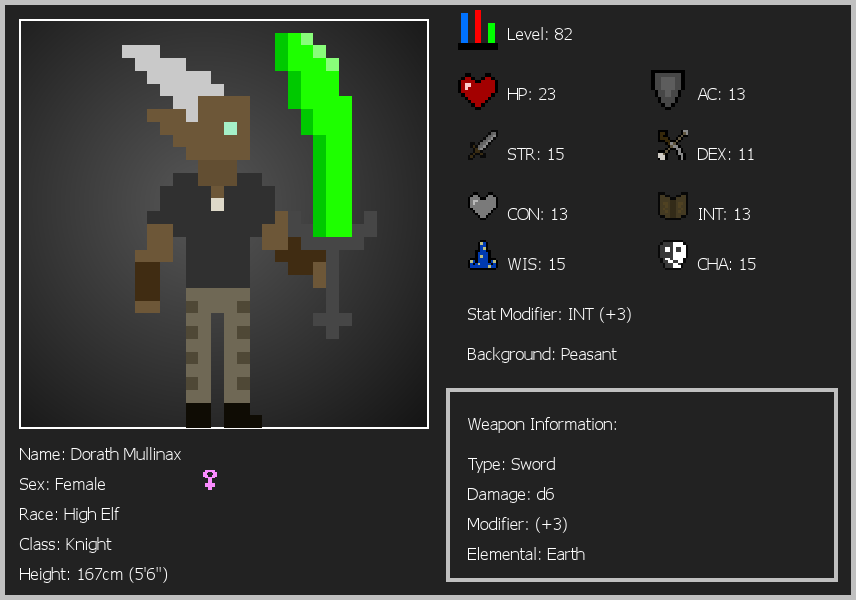 Level: 82
HP: 23
AC: 13
STR: 15
DEX: 11
CON: 13
INT: 13
WIS: 15
CHA: 15
Stat Modifier: INT (+3)
Background: Peasant
Weapon Information:
Type: Sword
Damage: d6
Modifier: (+3)
Elemental: Earth
Name: Dorath Mullinax
Sex: Female
Race: High Elf
Class: Knight
Height: 167cm (5'6")